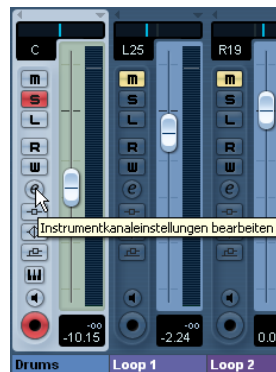 C L25 R19
m m m
S S S
L L L
R R R
W W W
e e e
Instrumentkanaleinstellungen bearbeiten
-oo -oo
-10.15 -2.24 0.0
Drums Loop 1 Loop 2